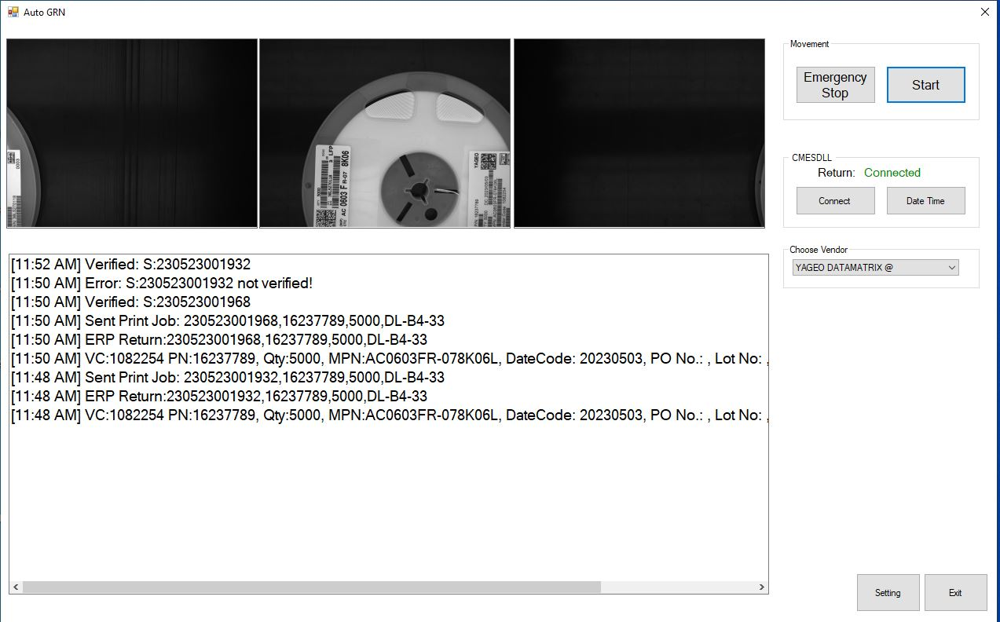 Auto GRN
0003
LFP
8K06
R-07
AC 0603 F
YAGEO
Movement
Emergency Stop
Start
CMESDLL
Return: Connected
Connect
Date Time
Choose Vendor
YAGEO DATAMATRIX @
[11:52 AM] Verified: S:230523001932
[11:50 AM] Error: S:230523001932 not verified!
[11:50 AM] Verified: S:230523001968
[11:50 AM] Sent Print Job: 230523001968,16237789,5000,DL-B4-33
[11:50 AM] ERP Return:230523001968,16237789,5000,DL-B4-33
[11:50 AM] VC:1082254 PN:16237789, Qty:5000, MPN:AC0603FR-078K06L, DateCode: 20230503, PO No.: , Lot No: ,
[11:48 AM] Sent Print Job: 230523001932,16237789,5000,DL-B4-33
[11:48 AM] ERP Return:230523001932,16237789,5000,DL-B4-33
[11:48 AM] VC:1082254 PN:16237789, Qty:5000, MPN:AC0603FR-078K06L, DateCode: 20230503, PO No.: , Lot No: ,
Setting
Exit